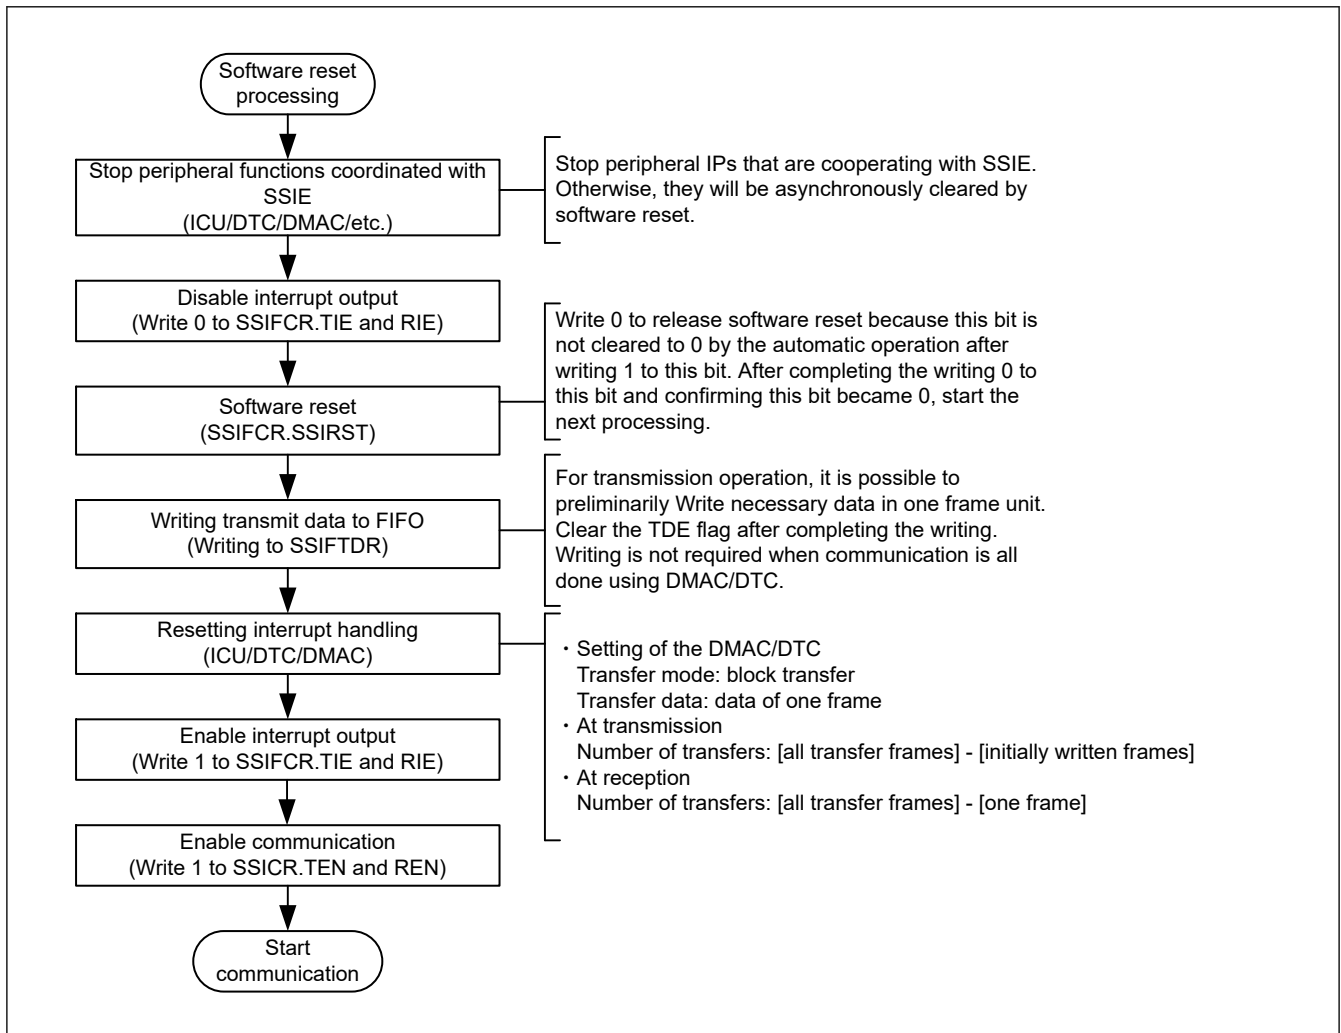 Software reset
processing
Stop peripheral functions coordinated with
SSIE
(ICU/DTC/DMAC/etc.)
Stop peripheral IPs that are cooperating with SSIE.
Otherwise, they will be asynchronously cleared by
software reset.
Disable interrupt output
(Write 0 to SSIFCR.TIE and RIE)
Software reset
(SSIFCR.SSIRST)
Write 0 to release software reset because this bit is
not cleared to 0 by the automatic operation after
writing 1 to this bit. After completing the writing 0 to
this bit and confirming this bit became 0, start the
next processing.
Writing transmit data to FIFO
(Writing to SSIFTDR)
For transmission operation, it is possible to
preliminarily Write necessary data in one frame unit.
Clear the TDE flag after completing the writing.
Writing is not required when communication is all
done using DMAC/DTC.
Resetting interrupt handling
(ICU/DTC/DMAC)
・Setting of the DMAC/DTC
Transfer mode: block transfer
Transfer data: data of one frame
・At transmission
Number of transfers: [all transfer frames] - [initially written frames]
・At reception
Number of transfers: [all transfer frames] - [one frame]
Enable interrupt output
(Write 1 to SSIFCR.TIE and RIE)
Enable communication
(Write 1 to SSICR.TEN and REN)
Start
communication